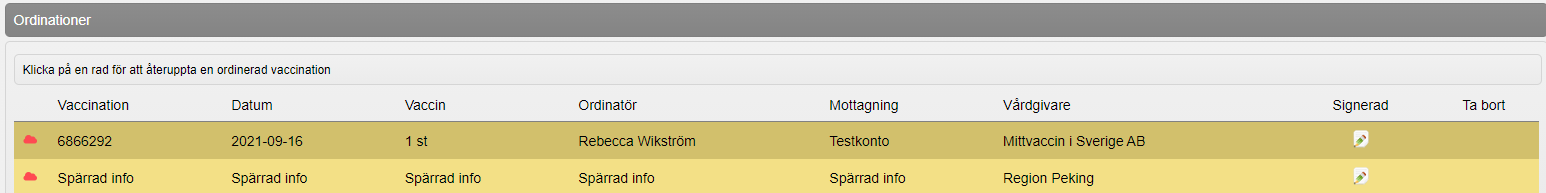 Ordinationer
Klicka på en rad för att återuppta en ordinerad vaccination
Vaccination Datum Vaccin Ordinatör Mottagning Vårdgivare Signerad Ta bort
6866292 2021-09-16 1 st Rebecca Wikström Testkonto Mittvaccin i Sverige AB
Spärrad info Spärrad info Spärrad info Spärrad info Spärrad info Region Peking